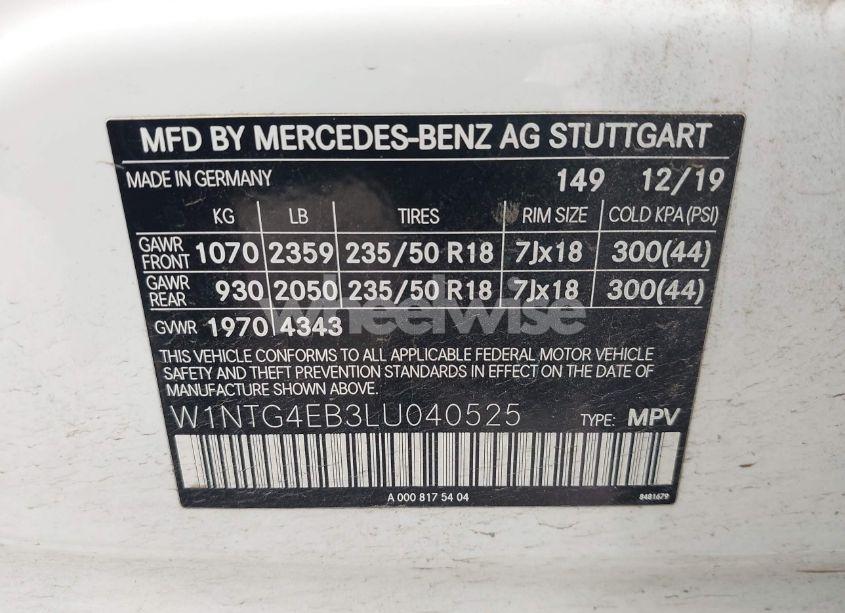 MFD BY MERCEDES-BENZ AG STUTTGART
MADE IN GERMANY 149 12/19
KG LB TIRES RIM SIZE COLD KPA(PSI)
GAWR FRONT 1070 2359 235/50 R18 7Jx18 300(44)
GAWR REAR 930 2050 235/50 R18 7Jx18 300(44)
GVWR 1970 4343
wheelwise
THIS VEHICLE CONFORMS TO ALL APPLICABLE FEDERAL MOTOR VEHICLE
SAFETY AND THEFT PREVENTION STANDARDS IN EFFECT ON THE DATE OF
MANUFACTURE SHOWN ABOVE.
W1NTG4EB3LU040525 TYPE: MPV
A 000 817 54 04 8481679